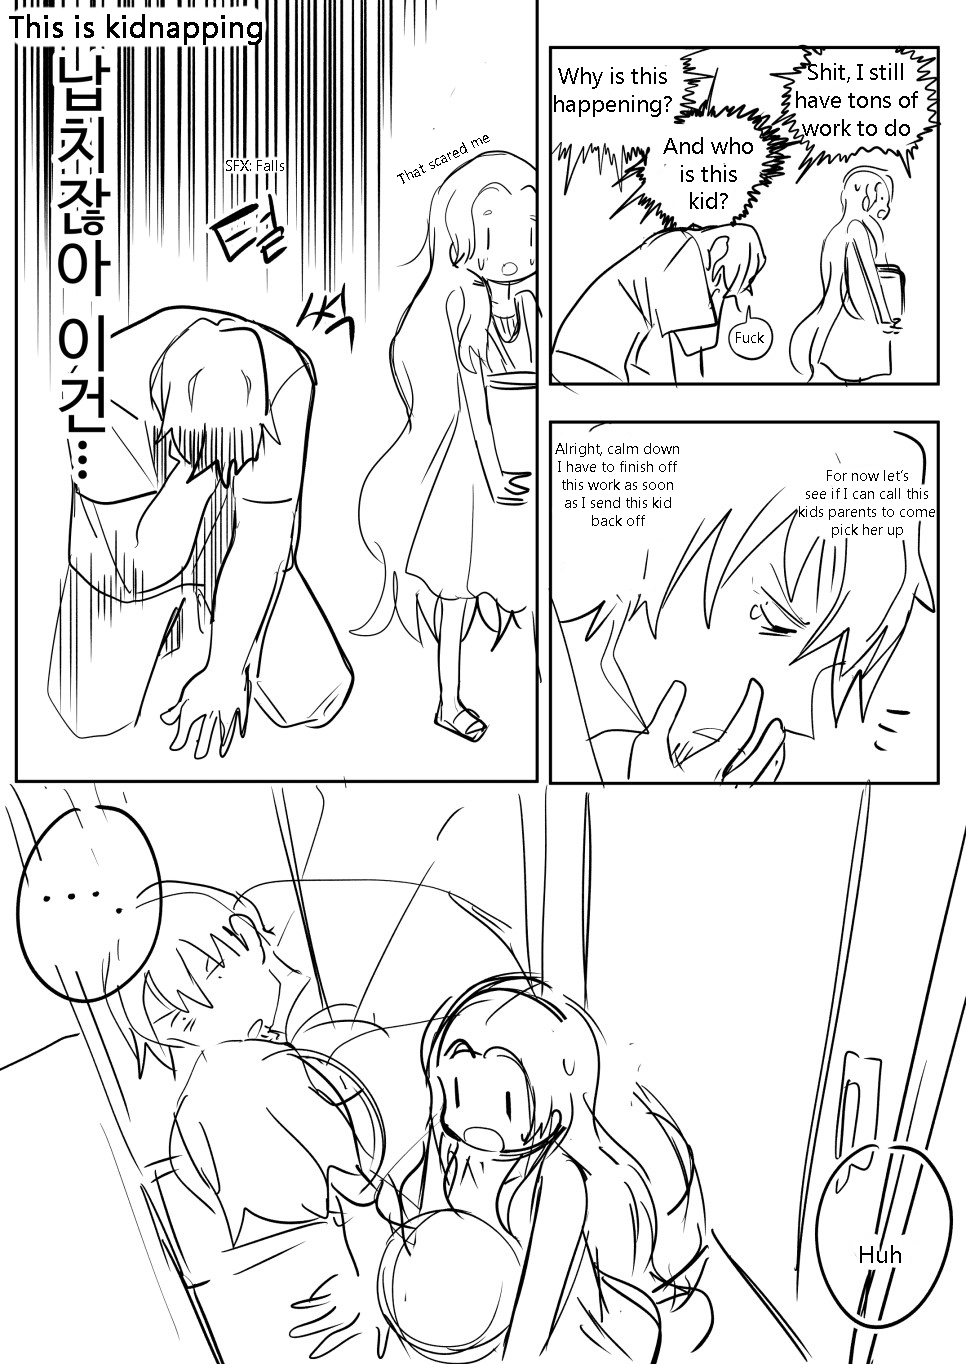 This is kidnapping
납치잖아 이건...
SFX: Falls
털
That scared me
Why is this
happening?
And who
is this
kid?
Shit, I still
have tons of
work to do
Fuck
Alright, calm down
I have to finish off
this work as soon
as I send this kid
back off
For now let's
see if I can call this
kids parents to come
pick her up
...
Huh